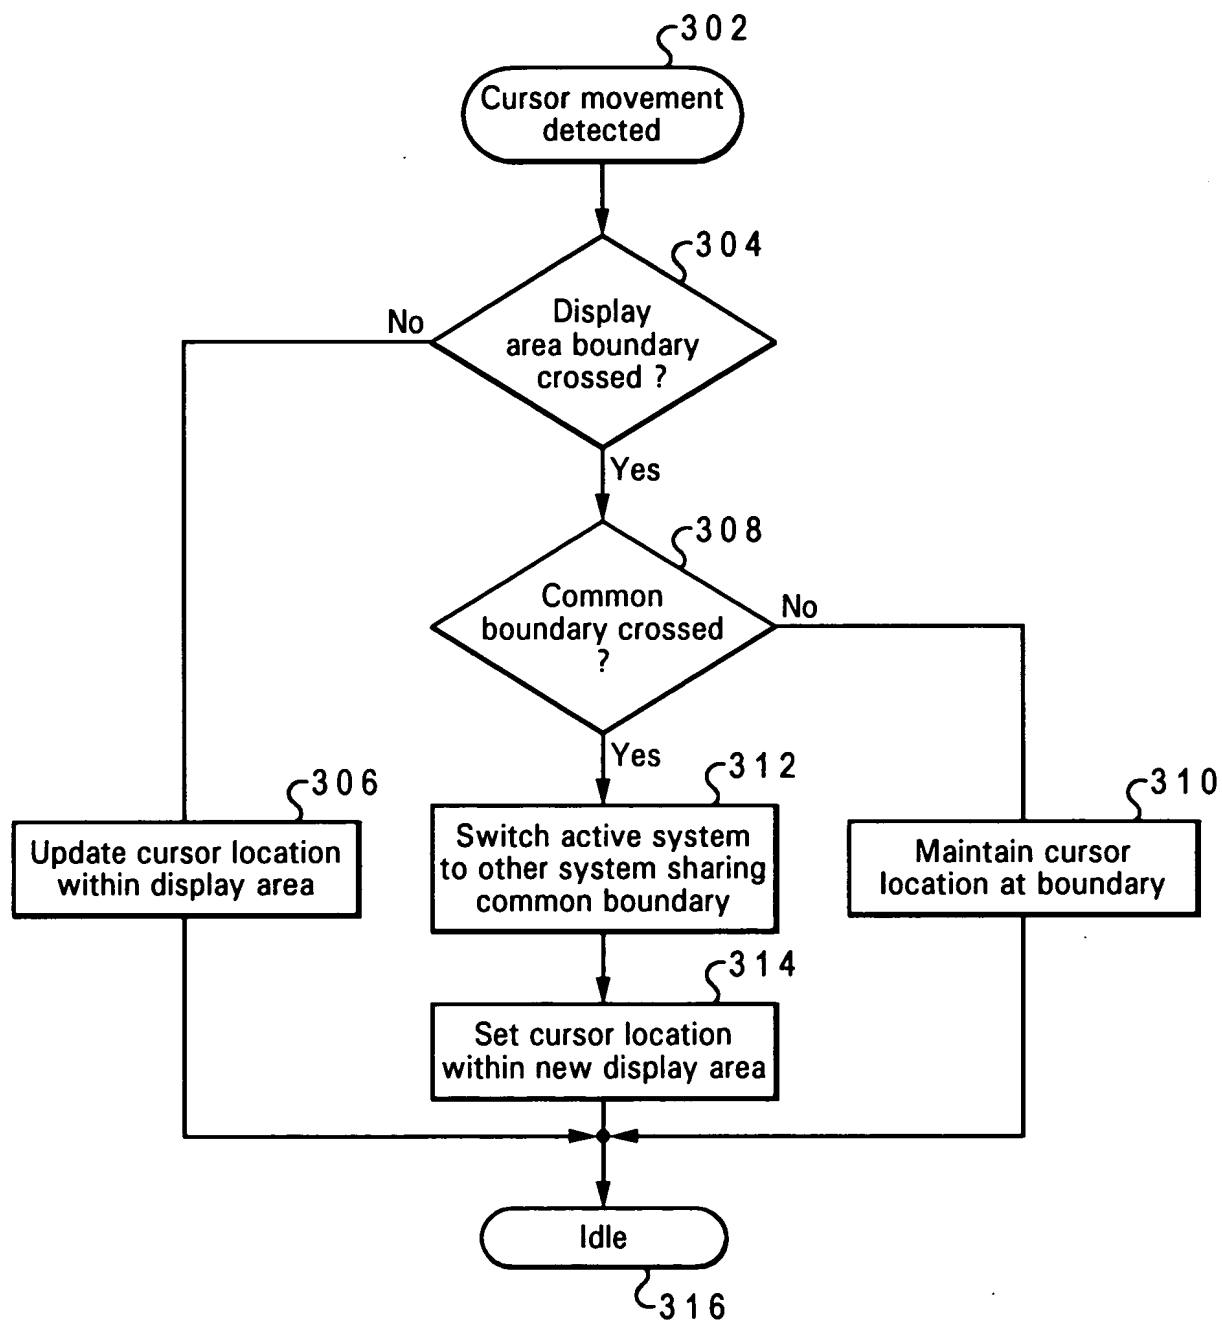 302
Cursor movement
detected
304
Display
area boundary
crossed ?
No
Yes
308
Common
boundary crossed
?
No
Yes
306
Update cursor location
within display area
312
Switch active system
to other system sharing
common boundary
310
Maintain cursor
location at boundary
314
Set cursor location
within new display area
Idle
316